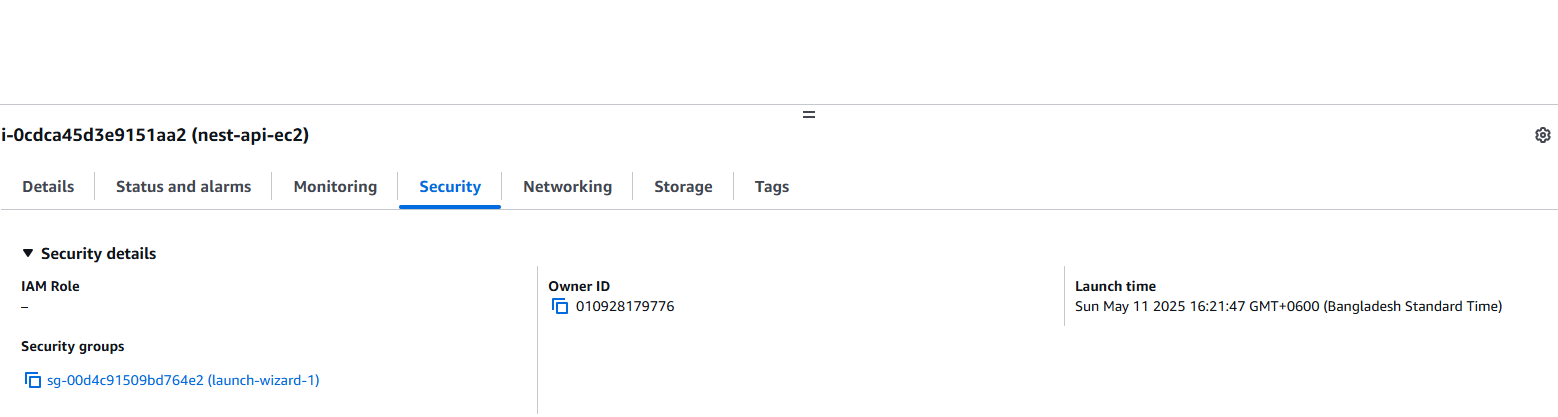 i-0cdca45d3e9151aa2 (nest-api-ec2)
Details Status and alarms Monitoring Security Networking Storage Tags
Security details
IAM Role
–
Security groups
sg-00d4c91509bd764e2 (launch-wizard-1)
Owner ID
010928179776
Launch time
Sun May 11 2025 16:21:47 GMT+0600 (Bangladesh Standard Time)